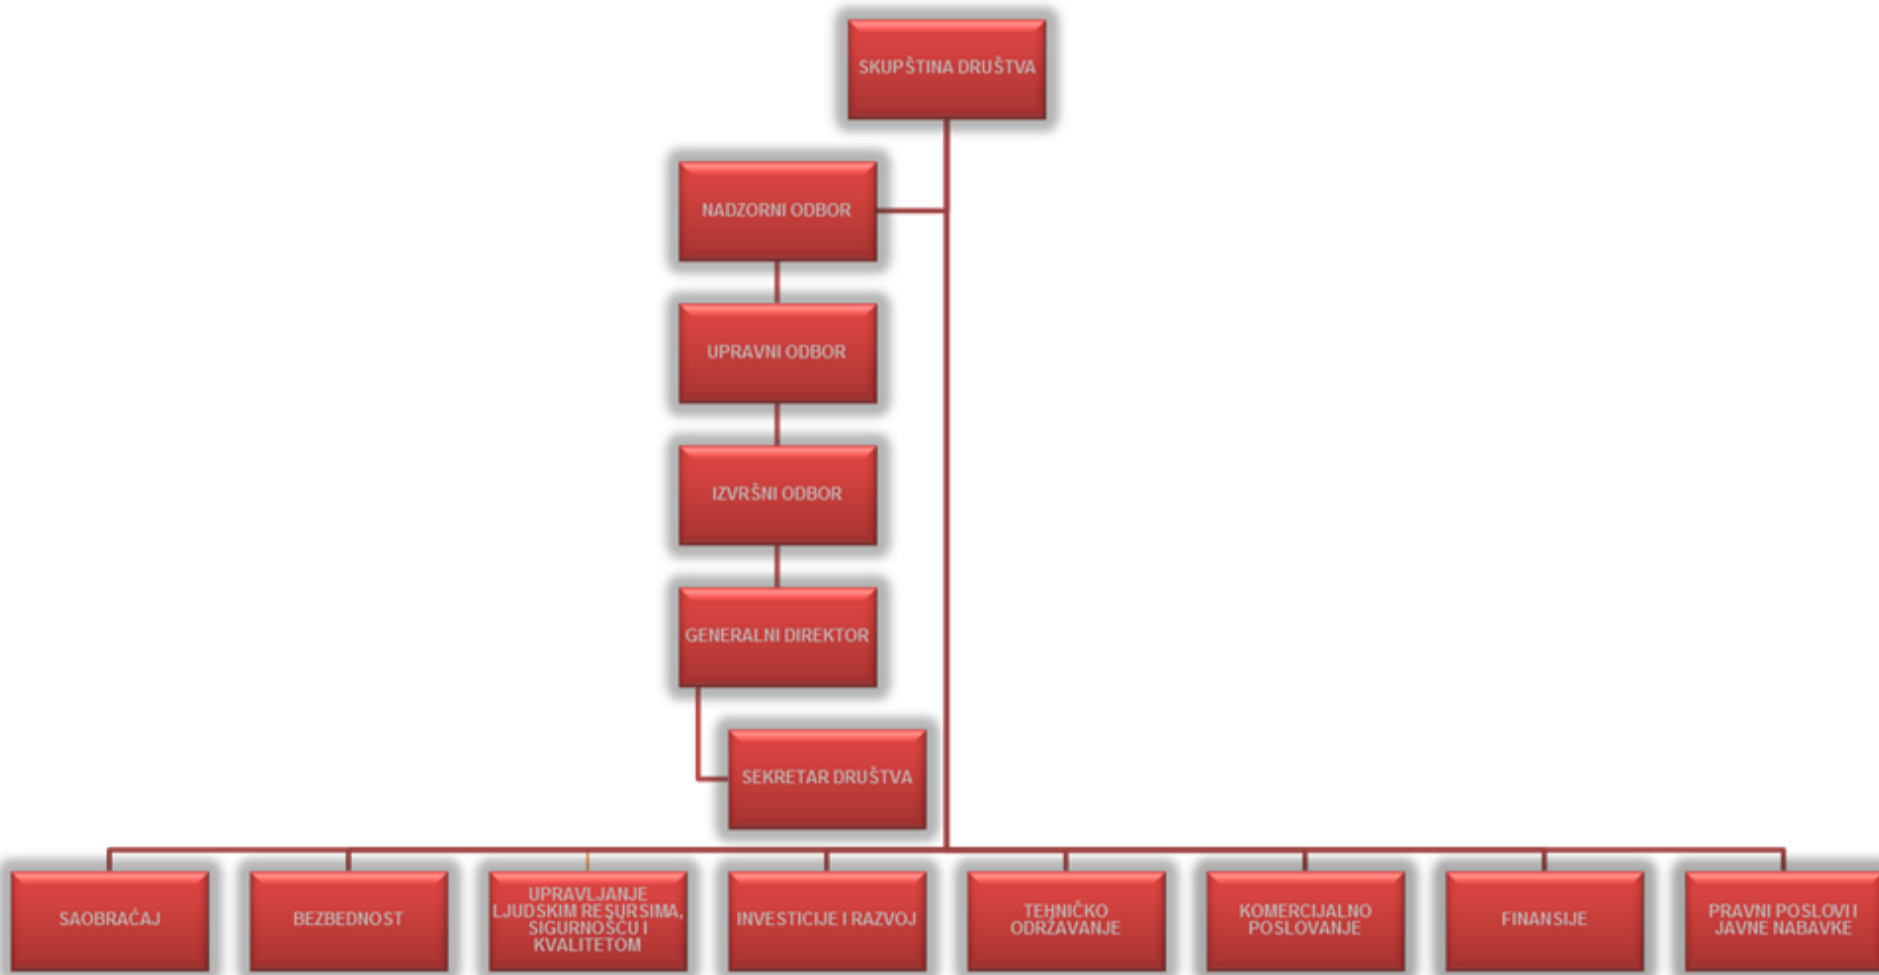 SKUPŠTINA DRUŠTVA
NADZORNI ODBOR
UPRAVNI ODBOR
IZVRŠNI ODBOR
GENERALNI DIREKTOR
SEKRETAR DRUŠTVA
SAOBRAĆAJ
BEZBEDNOST
UPRAVLJANJE
LJUDSKIM RESURSIMA,
SIGURNOŠĆU I
KVALITETOM
INVESTICIJE I RAZVOJ
TEHNIČKO
ODRŽAVANJE
KOMERCIJALNO
POSLOVANJE
FINANSIJE
PRAVNI POSLOVI I
JAVNE NABAVKE